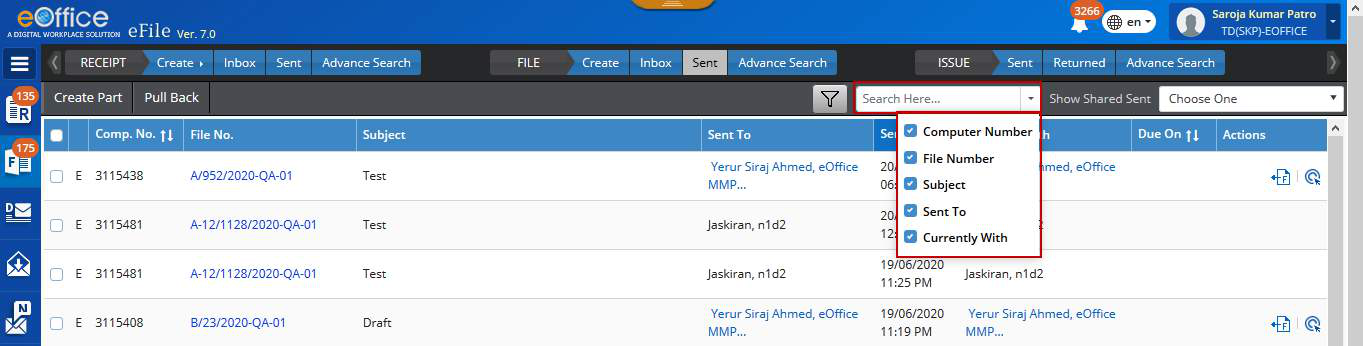 eOffice
A DIGITAL WORKPLACE SOLUTION
eFile Ver. 7.0
3266
en
Saroja Kumar Patro
TD(SKP)-EOFFICE
RECEIPT Create Inbox Sent Advance Search FILE Create Inbox Sent Advance Search ISSUE Sent Returned Advance Search
135
R
Create Part Pull Back Search Here... Show Shared Sent Choose One
175
F
D
N
Comp. No. File No. Subject Sent To Due On Actions
Computer Number
File Number
Subject
Sent To
Currently With
E 3115438 A/952/2020-QA-01 Test Yerur Siraj Ahmed, eOffice
MMP...
E 3115481 A-12/1128/2020-QA-01 Test Jaskiran, n1d2
E 3115481 A-12/1128/2020-QA-01 Test Jaskiran, n1d2 19/06/2020
11:25 PM Jaskiran, n1d2
E 3115408 B/23/2020-QA-01 Draft Yerur Siraj Ahmed, eOffice
MMP... 19/06/2020
11:19 PM Yerur Siraj Ahmed, eOffice
MMP...